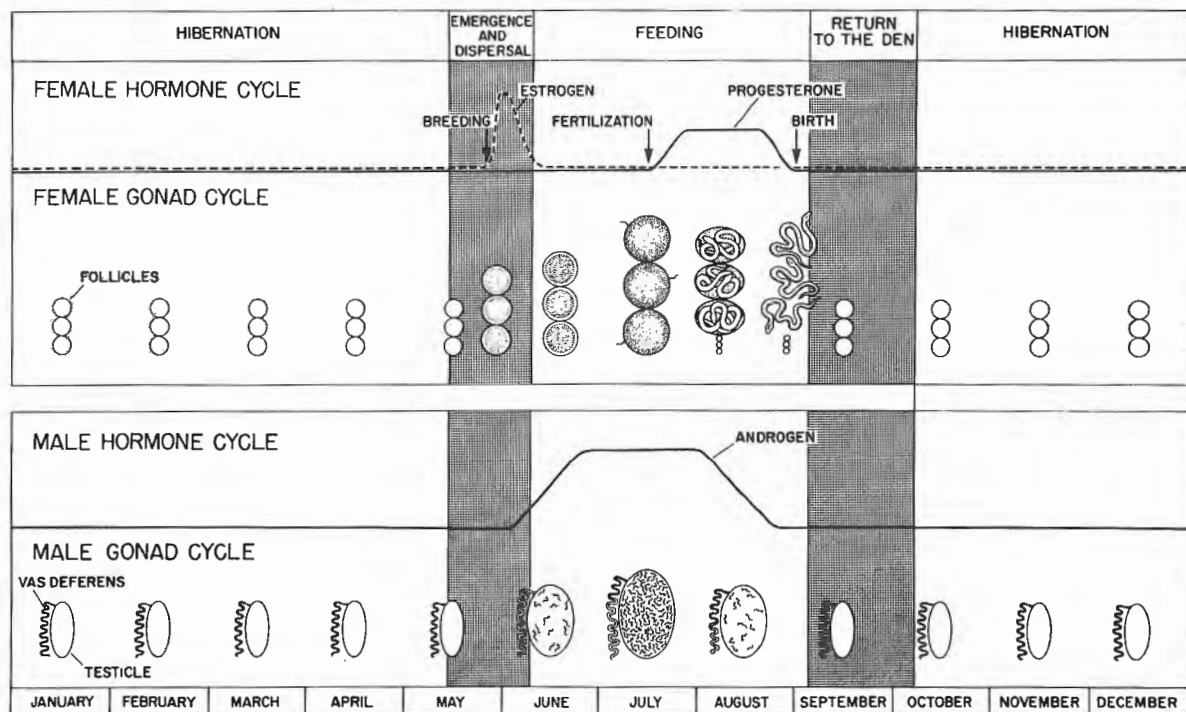 HIBERNATION
EMERGENCE
AND
DISPERSAL
FEEDING
RETURN
TO THE DEN
HIBERNATION
FEMALE HORMONE CYCLE
ESTROGEN
PROGESTERONE
BREEDING
FERTILIZATION
BIRTH
FEMALE GONAD CYCLE
FOLLICLES
MALE HORMONE CYCLE
ANDROGEN
MALE GONAD CYCLE
VAS DEFERENS
TESTICLE
JANUARY FEBRUARY MARCH APRIL MAY JUNE JULY AUGUST SEPTEMBER OCTOBER NOVEMBER DECEMBER